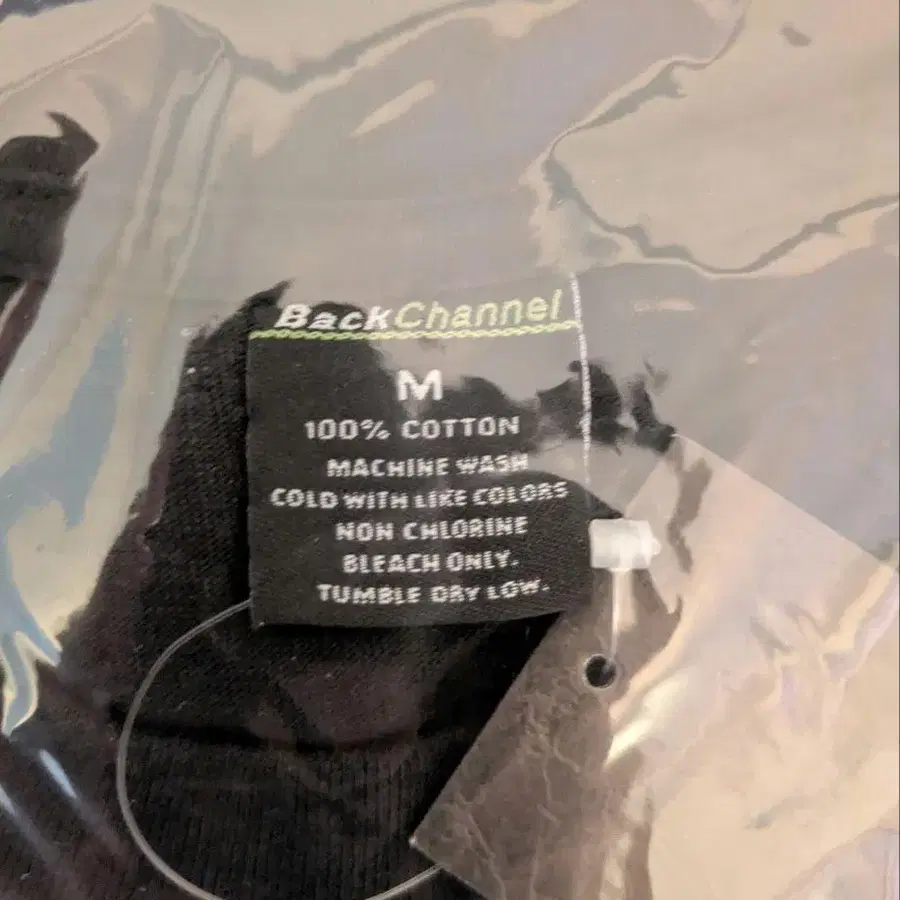 BackChannel
M
100% COTTON
MACHINE WASH
COLD WITH LIKE COLORS
NON CHLORINE
BLEACH ONLY.
TUMBLE DRY LOW.